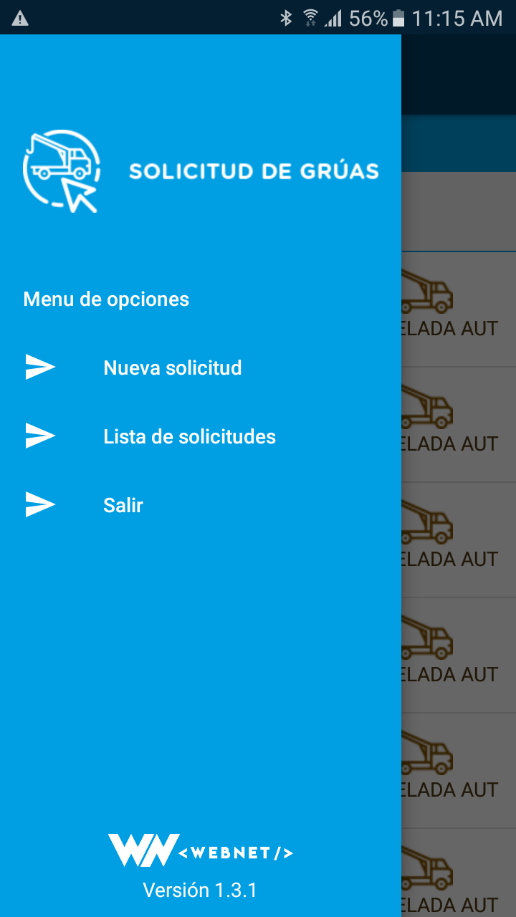 56% 11:15 AM
SOLICITUD DE GRÚAS
Menu de opciones
Nueva solicitud
Lista de solicitudes
Salir
ELADA AUT
ELADA AUT
ELADA AUT
ELADA AUT
ELADA AUT
ELADA AUT
WN <WEBNET/>
Versión 1.3.1